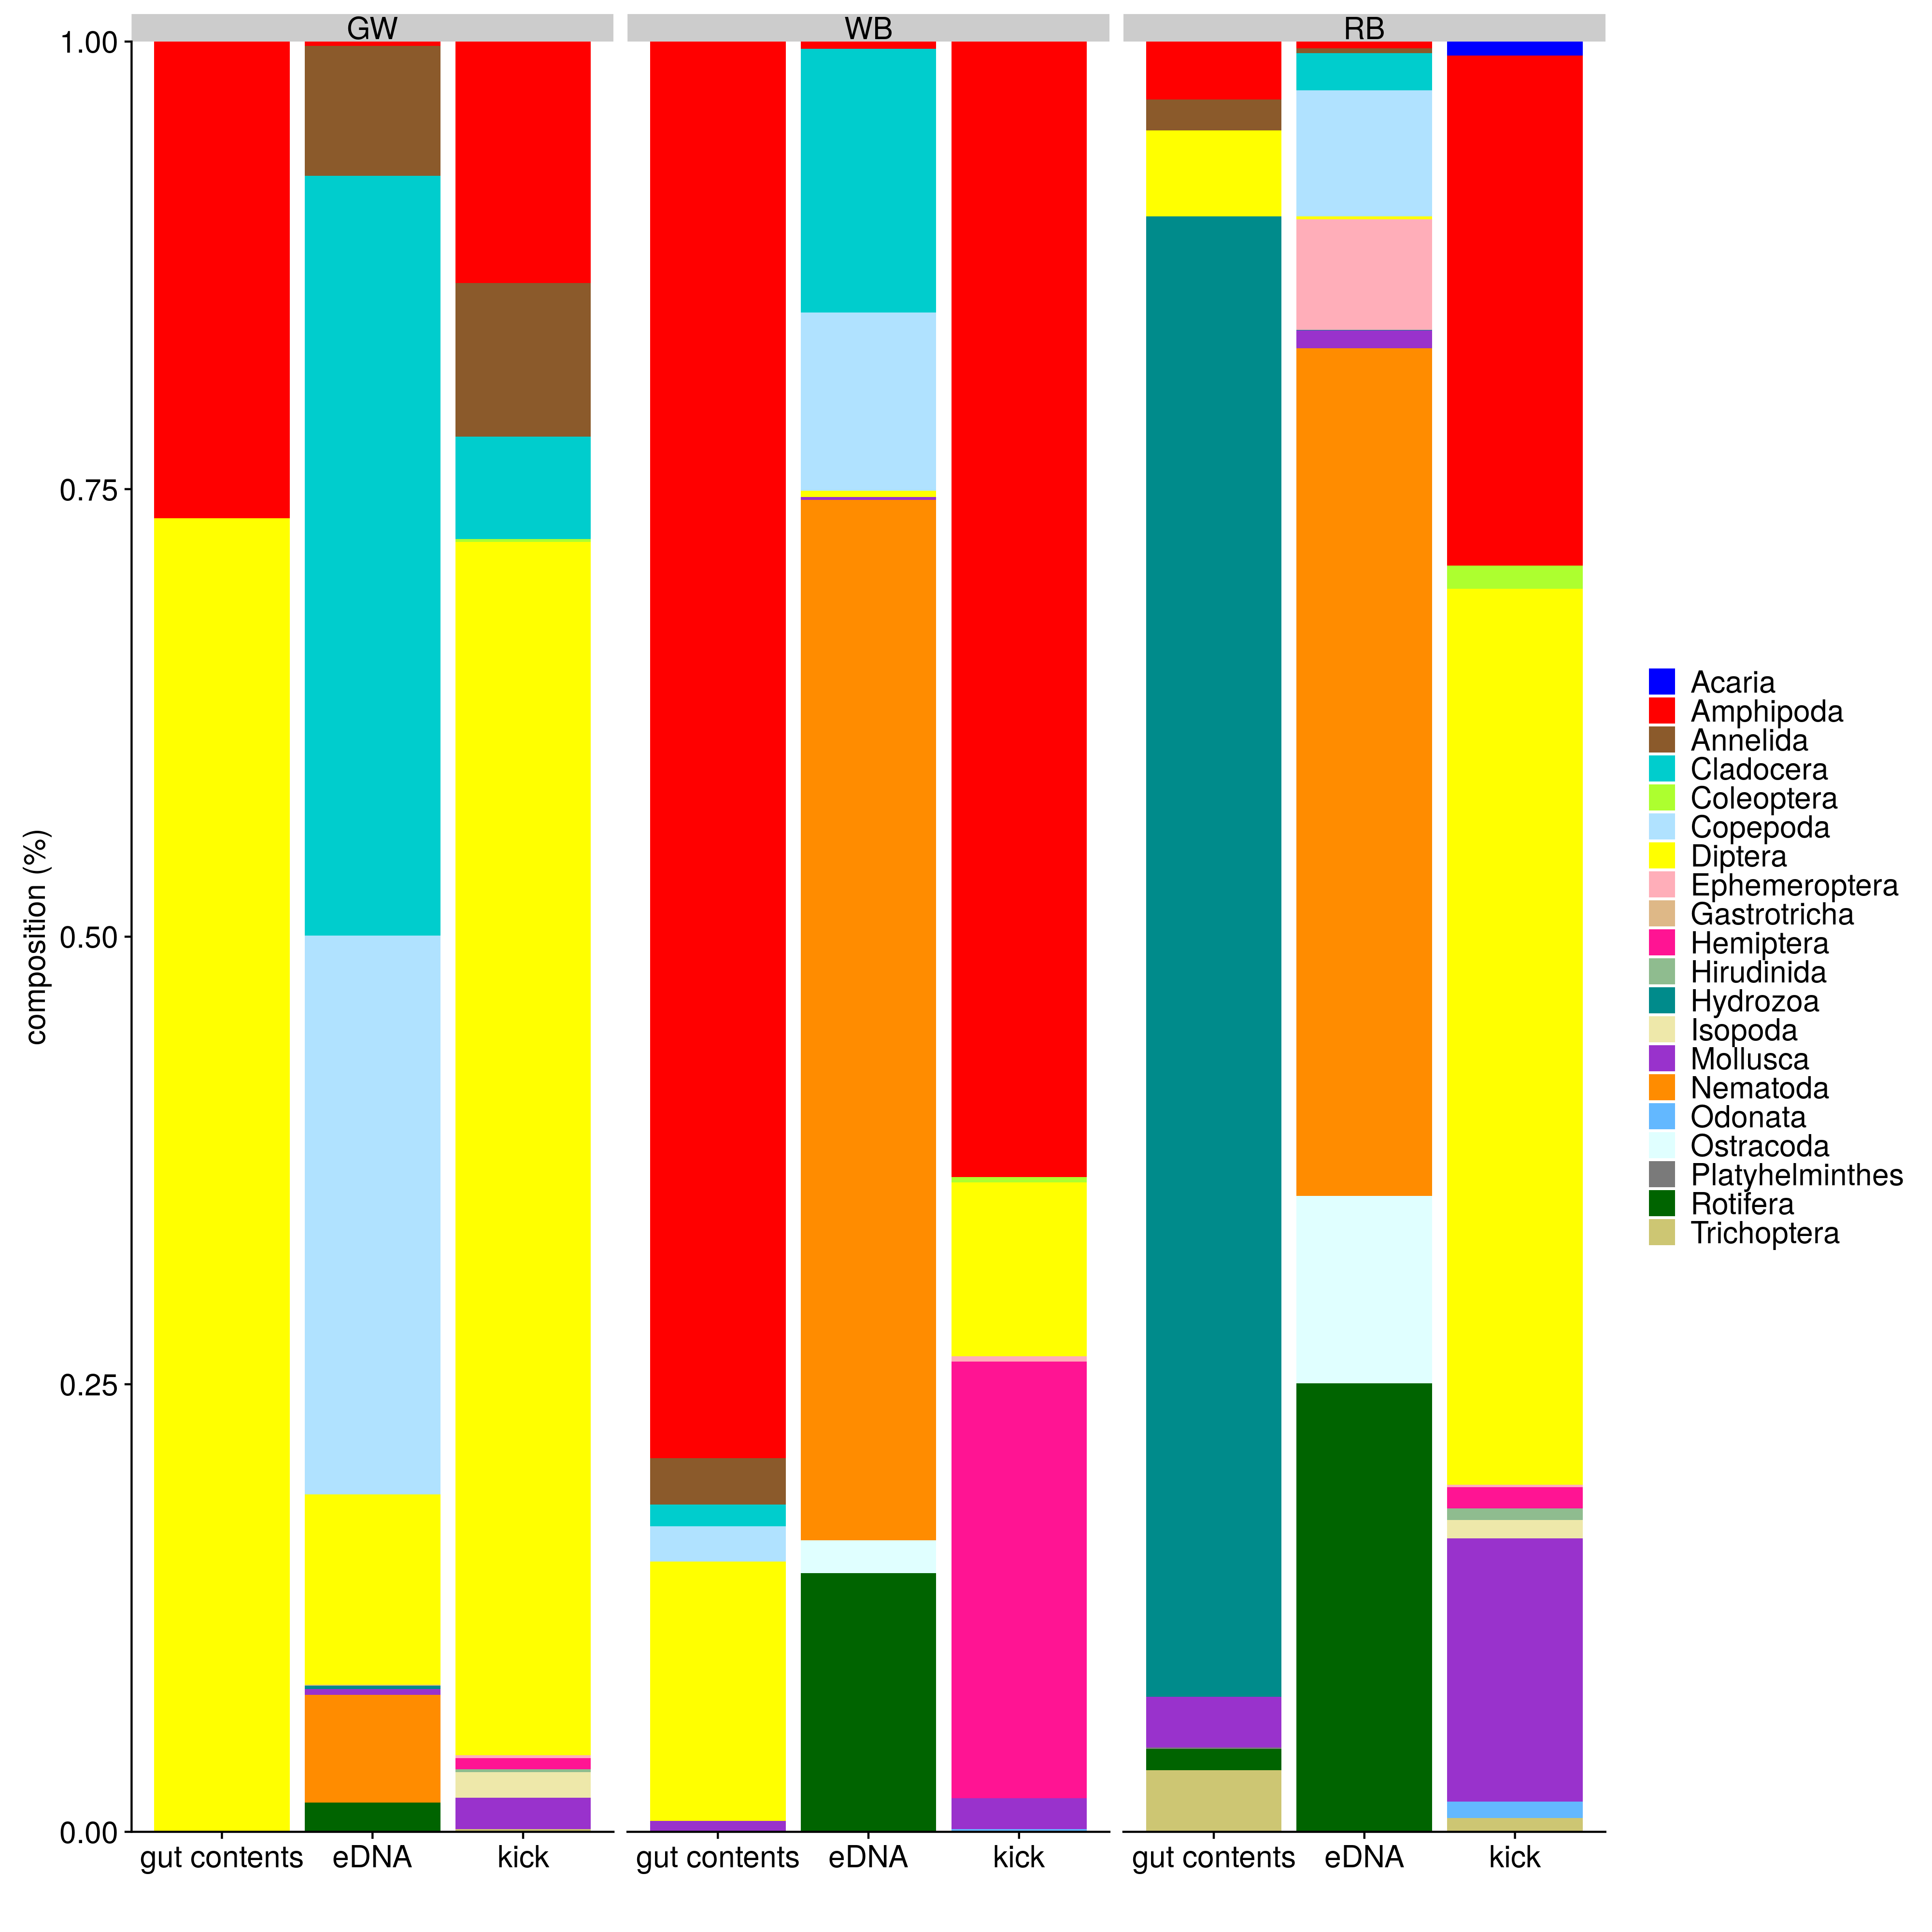 GW WB RB
1.00
0.75
0.50
0.25
0.00
composition (%)
gut contents eDNA kick gut contents eDNA kick gut contents eDNA kick
Acaria
Amphipoda
Annelida
Cladocera
Coleoptera
Copepoda
Diptera
Ephemeroptera
Gastrotricha
Hemiptera
Hirudinida
Hydrozoa
Isopoda
Mollusca
Nematoda
Odonata
Ostracoda
Platyhelminthes
Rotifera
Trichoptera